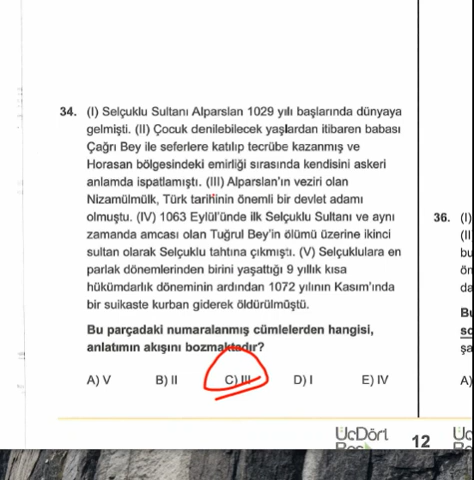 34. (I) Selçuklu Sultanı Alparslan 1029 yılı başlarında dünyaya
gelmişti. (II) Çocuk denilebilecek yaşlardan itibaren babası
Çağrı Bey ile seferlere katılıp tecrübe kazanmış ve
Horasan bölgesindeki emirliği sırasında kendisini askeri
anlamda ispatlamıştı. (III) Alparslan'ın veziri olan
Nizamülmülk, Türk tarihinin önemli bir devlet adamı
olmuştu. (IV) 1063 Eylül'ünde ilk Selçuklu Sultanı ve aynı
zamanda amcası olan Tuğrul Bey'in ölümü üzerine ikinci
sultan olarak Selçuklu tahtına çıkmıştı. (V) Selçuklulara en
parlak dönemlerinden birini yaşattığı 9 yıllık kısa
hükümdarlık döneminin ardından 1072 yılının Kasım'ında
bir suikaste kurban giderek öldürülmüştü.
Bu parçadaki numaralanmış cümlelerden hangisi,
anlatımın akışını bozmaktadır?
A) V B) II C) III D) I E) IV
ÜçDört
12
36. (I)
(II
bu
ön
da
Bu
şa
A)